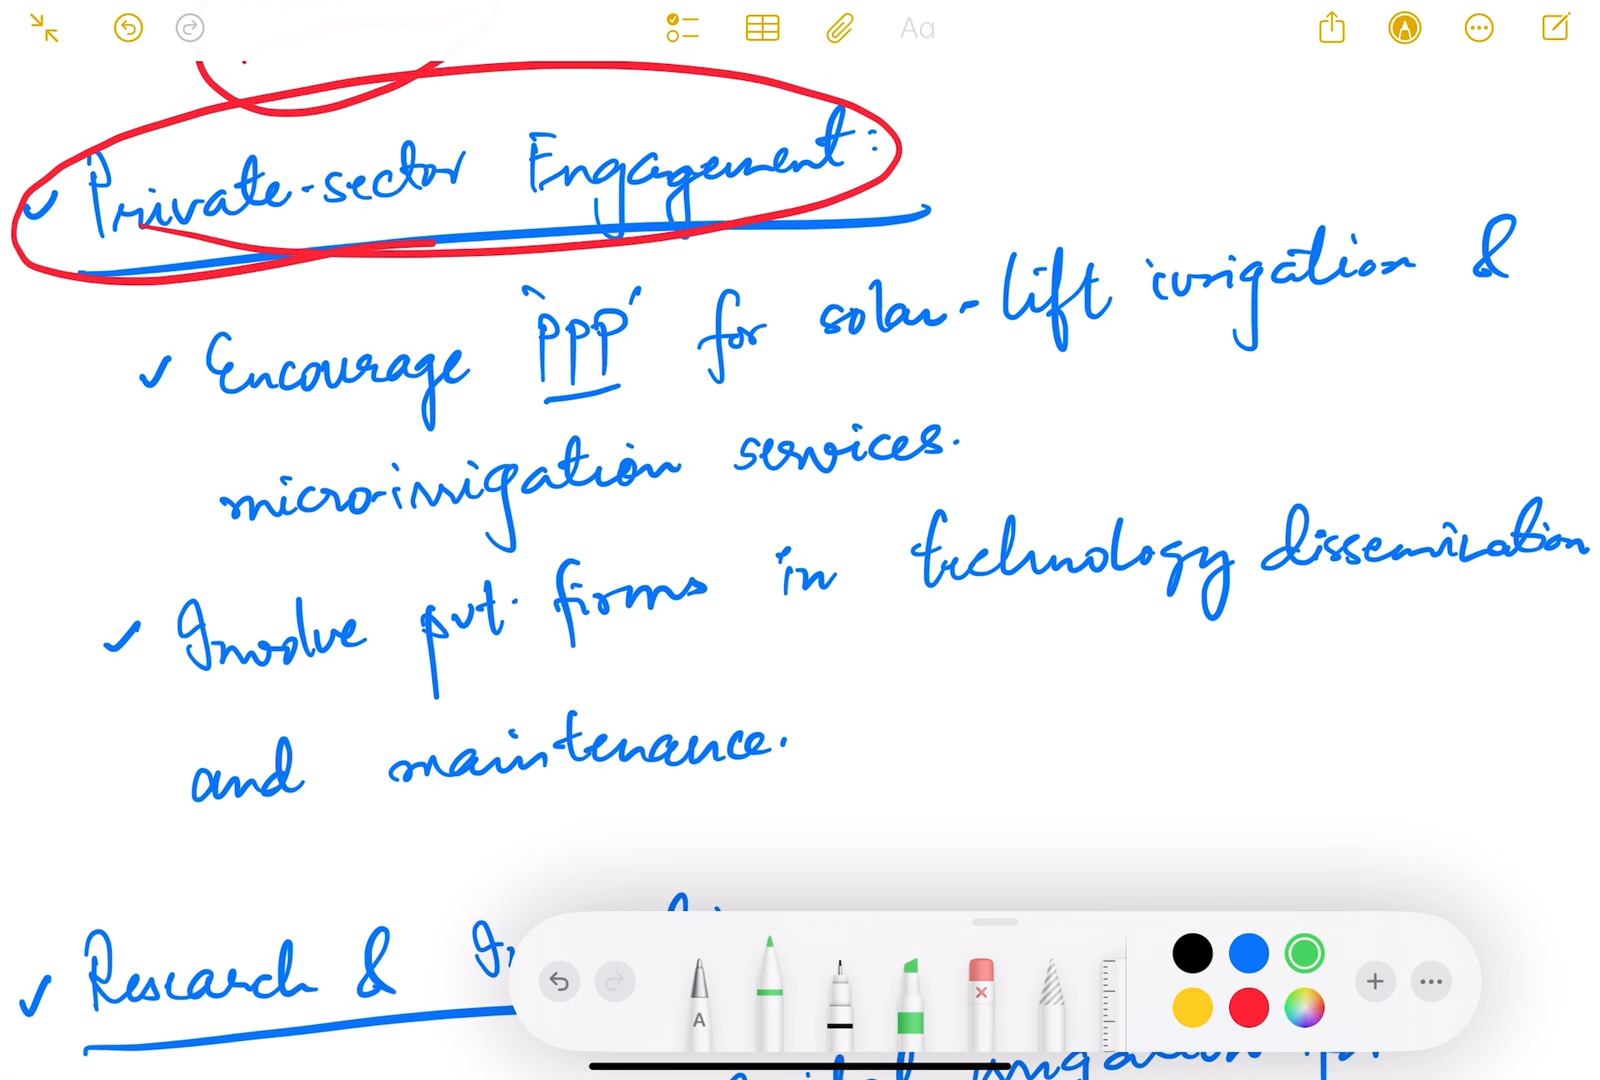 ✓ Private-sector Engagement:
✓ Encourage 'PPP' for solar-lift irrigation &
micro-irrigation services.
✓ Involve pvt. firms in technology dissemination
and maintenance.
✓ Research &
irrigation
Aa
A